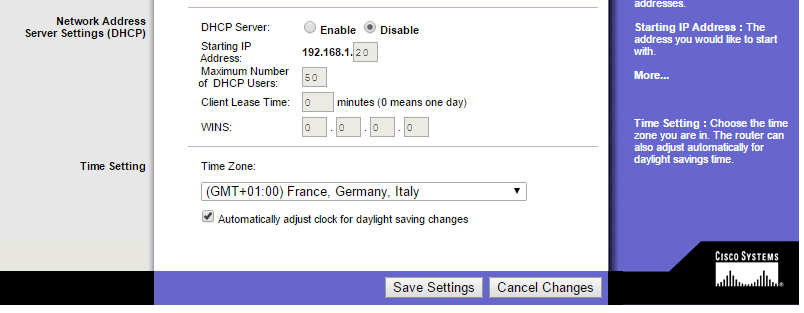 Network Address
Server Settings (DHCP)
DHCP Server: Enable Disable
Starting IP
Address: 192.168.1. 20
Maximum Number
of DHCP Users: 50
Client Lease Time: 0 minutes (0 means one day)
WINS: 0 . 0 . 0 . 0
Time Setting
Time Zone:
(GMT+01:00) France, Germany, Italy
Automatically adjust clock for daylight saving changes
Save Settings Cancel Changes
addresses.
Starting IP Address : The
address you would like to start
with.
More...
Time Setting : Choose the time
zone you are in. The router can
also adjust automatically for
daylight savings time.
CISCO SYSTEMS